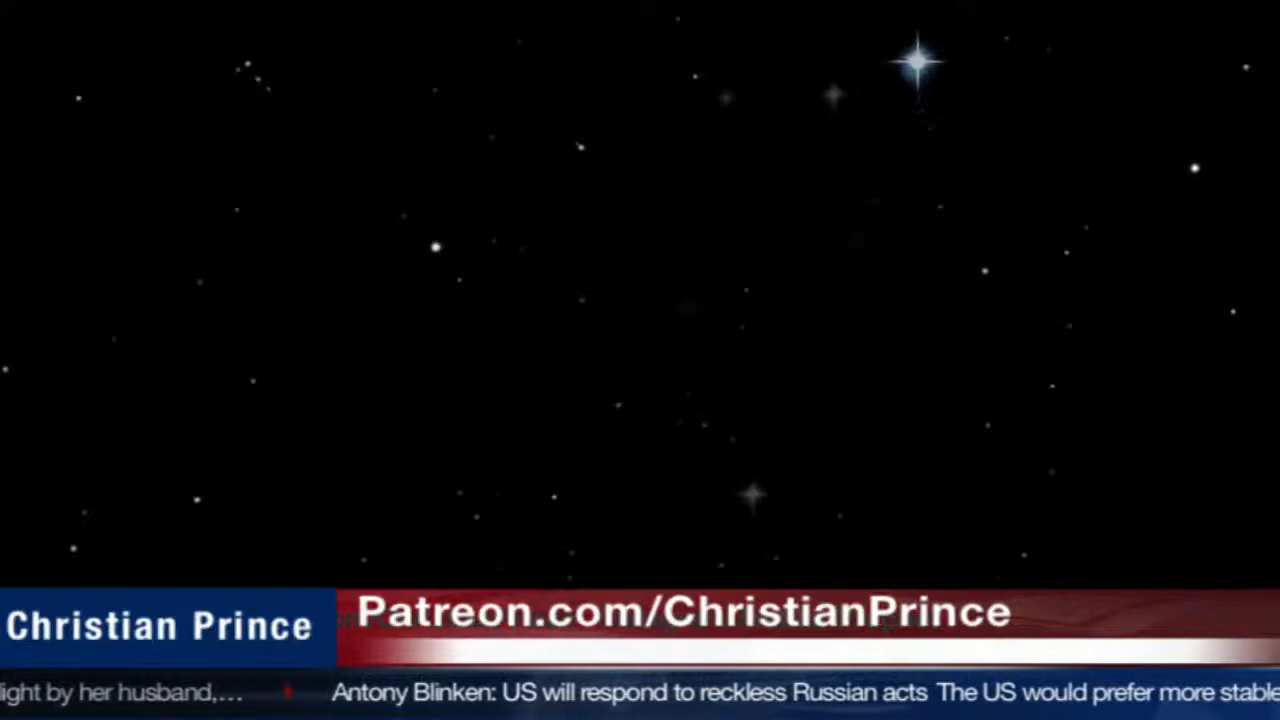 Christian Prince
Patreon.com/ChristianPrince
light by her husband,... Antony Blinken: US will respond to reckless Russian acts The US would prefer more stable